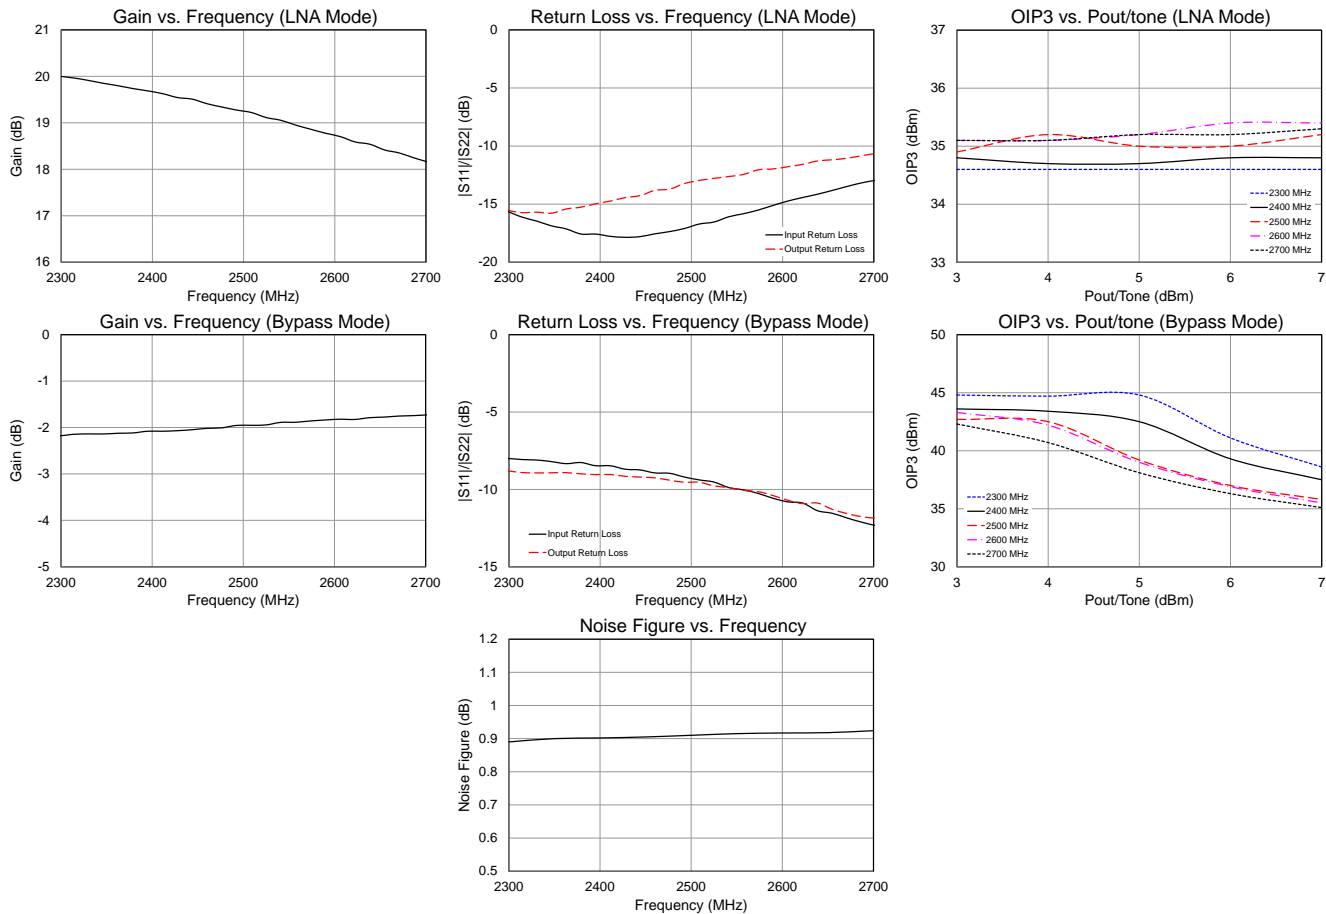 Gain vs. Frequency (LNA Mode)
21
20
19
18
17
16
Gain (dB)
2300 2400 2500 2600 2700
Frequency (MHz)
Return Loss vs. Frequency (LNA Mode)
0
-5
-10
-15
-20
|S11|/|S22| (dB)
Input Return Loss
Output Return Loss
2300 2400 2500 2600 2700
Frequency (MHz)
OIP3 vs. Pout/tone (LNA Mode)
37
36
35
34
33
OIP3 (dBm)
2300 MHz
2400 MHz
2500 MHz
2600 MHz
2700 MHz
3 4 5 6 7
Pout/Tone (dBm)
Gain vs. Frequency (Bypass Mode)
0
-1
-2
-3
-4
-5
Gain (dB)
2300 2400 2500 2600 2700
Frequency (MHz)
Return Loss vs. Frequency (Bypass Mode)
0
-5
-10
-15
|S11|/|S22| (dB)
Input Return Loss
Output Return Loss
2300 2400 2500 2600 2700
Frequency (MHz)
OIP3 vs. Pout/tone (Bypass Mode)
50
45
40
35
30
OIP3 (dBm)
2300 MHz
2400 MHz
2500 MHz
2600 MHz
2700 MHz
3 4 5 6 7
Pout/Tone (dBm)
Noise Figure vs. Frequency
1.2
1.1
1
0.9
0.8
0.7
0.6
0.5
Noise Figure (dB)
2300 2400 2500 2600 2700
Frequency (MHz)